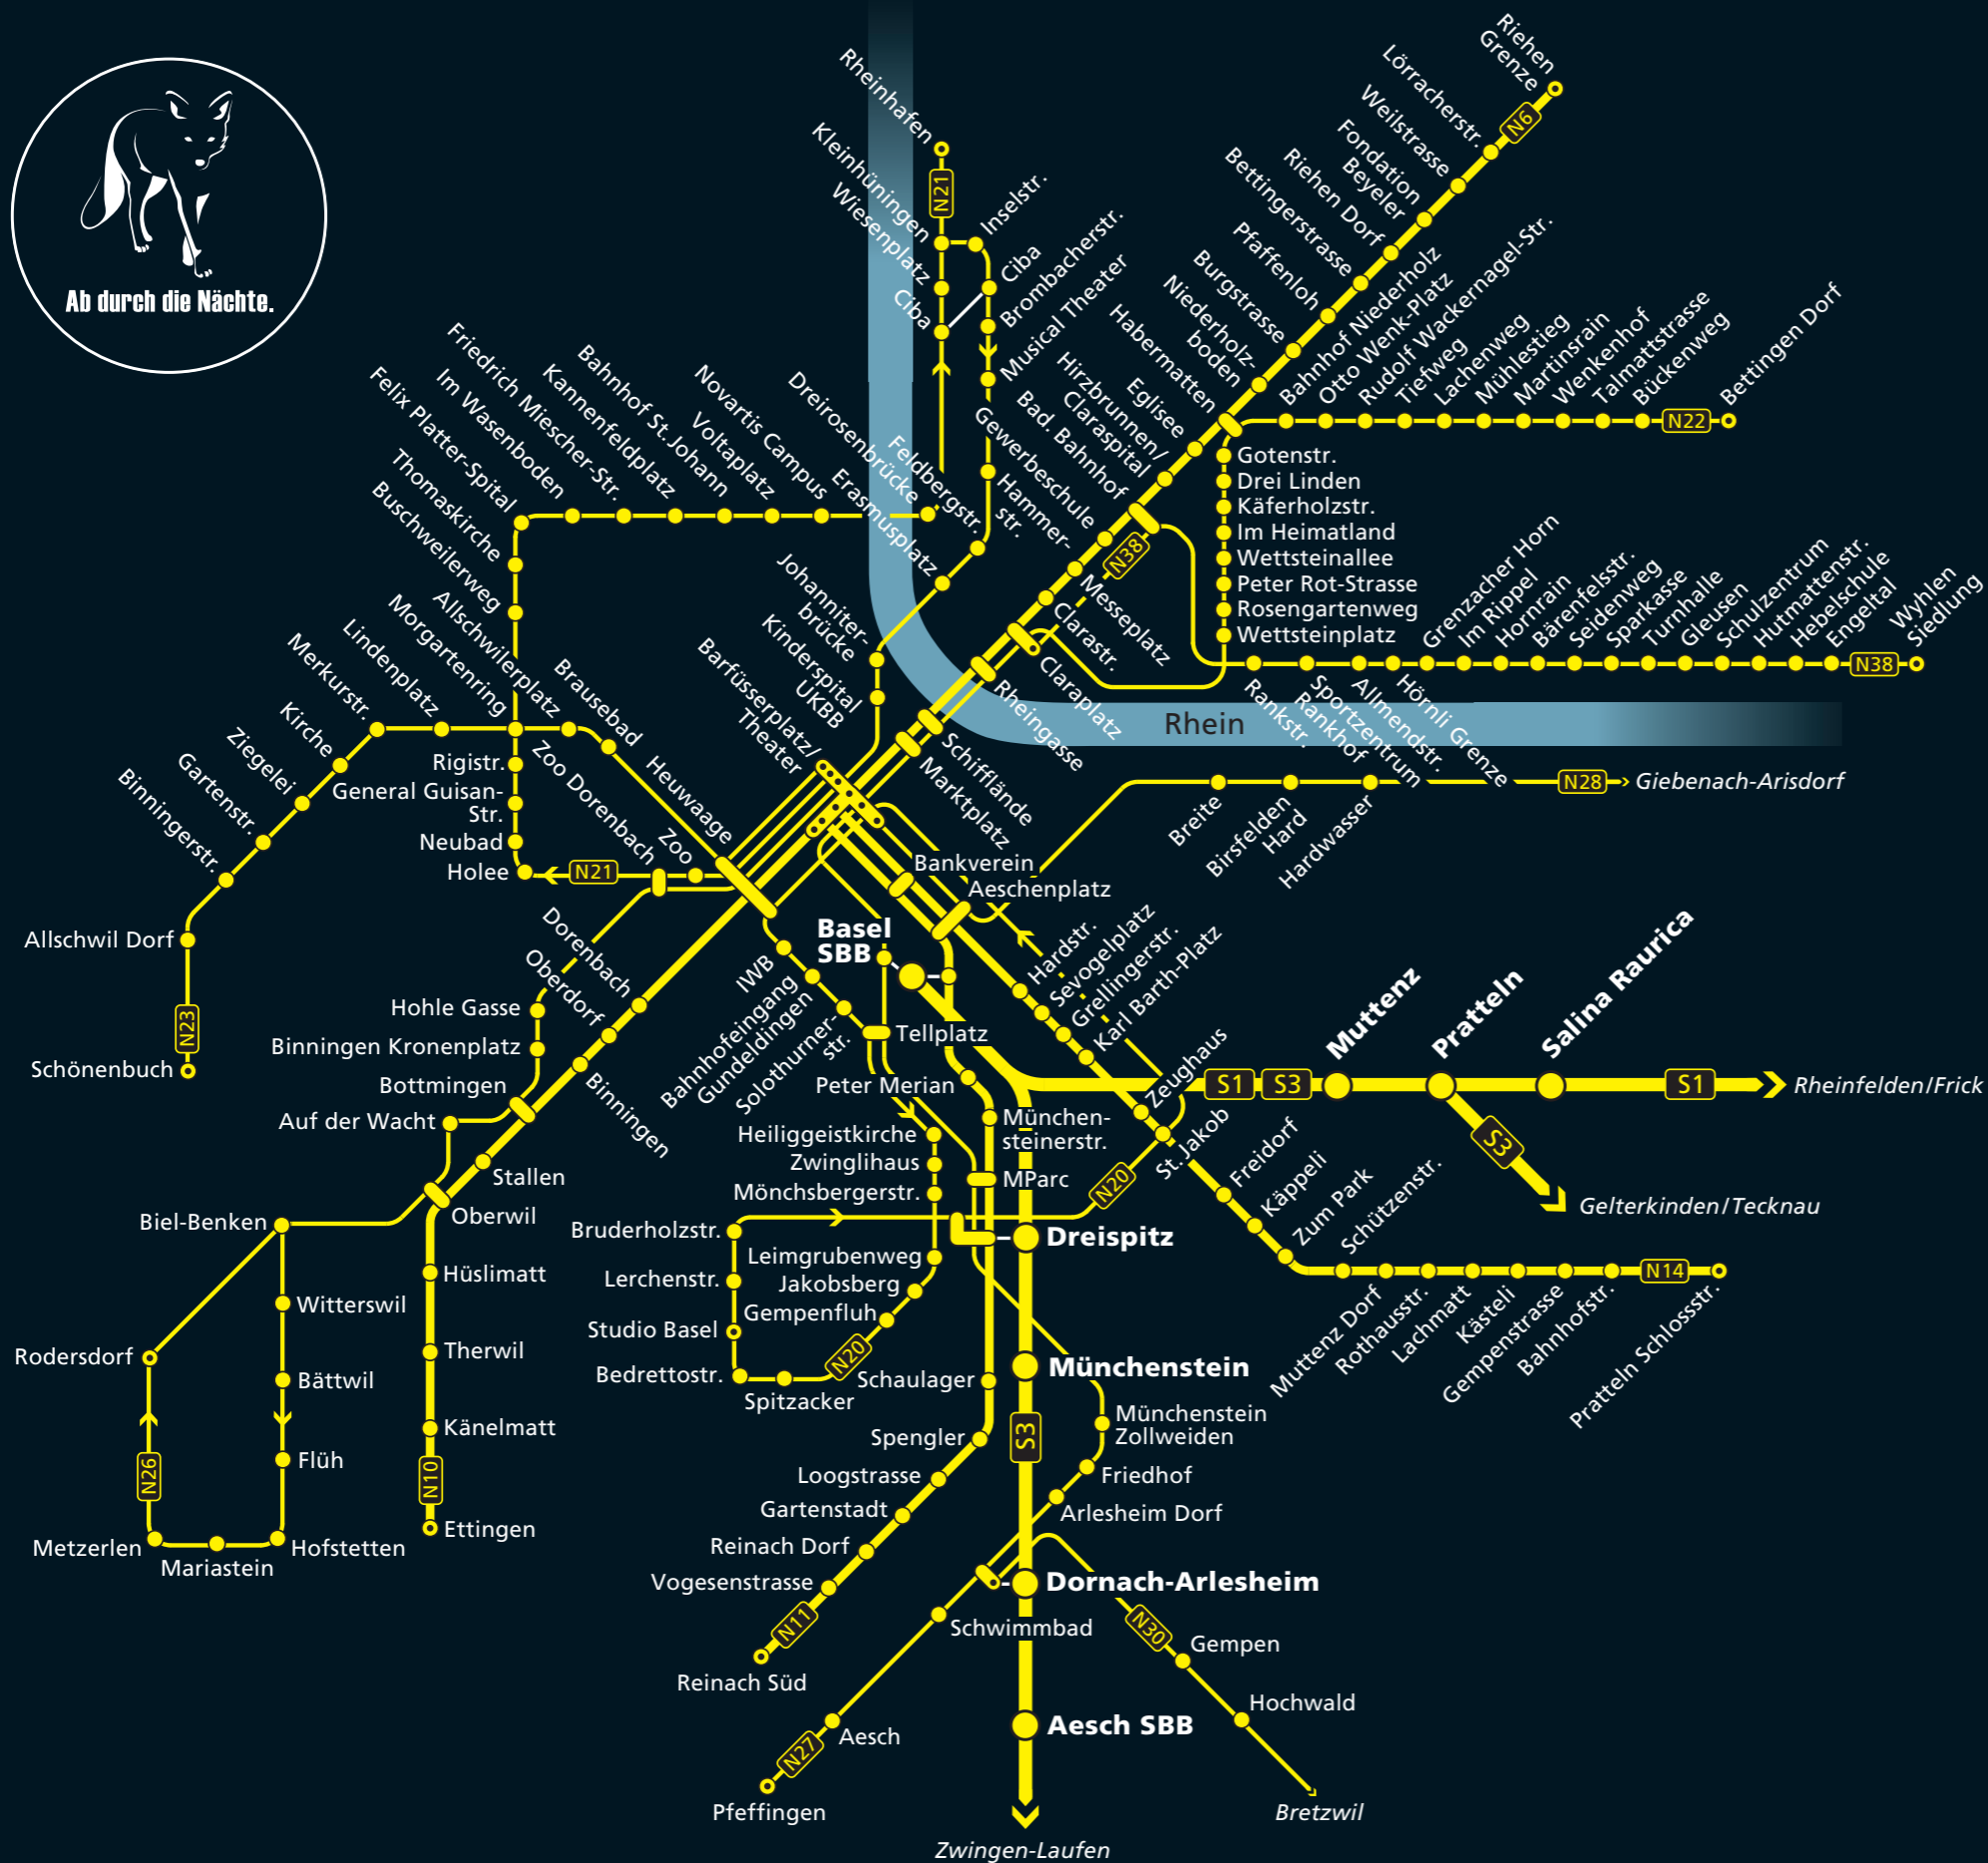 Ab durch die Nächte.
Riehen
Grenze
N6
Lörracherstr.
Weilstrasse
Fondation
Beyeler
Riehen Dorf
Bettingerstrasse
Pfaffenloh
Burgstrasse
Niederholz-
boden
Habermatten
Eglisee
Hirzbrunnen/
Claraspital
Bad. Bahnhof
Gewerbeschule
Messeplatz
Clarastr.
Claraplatz
Rheingasse
Schifflände
Marktplatz
Barfüsserplatz/
Theater
Rheinhafen
N21
Kleinhüningen
Wiesenplatz
Ciba
Inselstr.
Ciba
Brombacherstr.
Musical Theater
Hammer-
str.
Feldbergstr.
Erasmusplatz
Johanniter-
brücke
Kinderspital
UKBB
Dreirosenbrücke
Novartis Campus
Voltaplatz
Bahnhof St. Johann
Kannenfeldplatz
Friedrich Miescher-Str.
Im Wasenboden
Felix Platter-Spital
Thomaskirche
Buschweilerweg
Allschwilerplatz
Morgartenring
Lindenplatz
Merkurstr.
Kirche
Ziegelei
Gartenstr.
Binningerstr.
Allschwil Dorf
N23
Schönenbuch
Brausebad
Heuwaage
Rigistr.
General Guisan-
Str.
Neubad
Holee
N21
Zoo Dorenbach
Zoo
Bahnhof Niederholz
Otto Wenk-Platz
Rudolf Wackernagel-Str.
Tiefweg
Lachenweg
Mühlestieg
Martinsrain
Wenkenhof
Talmattstrasse
Bückenweg
N22
Bettingen Dorf
Gotenstr.
Drei Linden
Käferholzstr.
Im Heimatland
Wettsteinallee
Peter Rot-Strasse
Rosengartenweg
Wettsteinplatz
N38
Rankstr.
Sportzentrum
Rankhof
Allmendstr.
Hörnli Grenze
Grenzacher Horn
Im Rippel
Hornrain
Bärenfelsstr.
Seidenweg
Sparkasse
Turnhalle
Gleusen
Schulzentrum
Hutmattenstr.
Hebelschule
Engeltal
N38
Wyhlen
Siedlung
Rhein
Breite
Birsfelden
Hard
Hardwasser
N28
Giebenach-Arisdorf
Bankverein
Aeschenplatz
Basel
SBB
Hardstr.
Sevogelplatz
Grellingerstr.
Karl Barth-Platz
Zeughaus
St. Jakob
Freidorf
Käppeli
Zum Park
Schützenstr.
Muttenz Dorf
Rothausstr.
Lachmatt
Kästeli
Gempenstrasse
Bahnhofstr.
N14
Pratteln Schlossstr.
S1
S3
Muttenz
Pratteln
Salina Raurica
S1
Rheinfelden/Frick
S3
Gelterkinden/Tecknau
Dorenbach
Oberdorf
Binningen
Hohle Gasse
Binningen Kronenplatz
Bottmingen
Auf der Wacht
Stallen
Oberwil
Biel-Benken
Hüslimatt
Witterswil
Therwil
Rodersdorf
Bättwil
Känelmatt
Flüh
N26
N10
Ettingen
Metzerlen
Mariastein
Hofstetten
IWB
Bahnhofeingang
Gundeldingen
Solothurner-
str.
Tellplatz
Peter Merian
München-
steinerstr.
Heiliggeistkirche
Zwinglihaus
Mönchsbergerstr.
MParc
N20
Bruderholzstr.
Dreispitz
Leimgrubenweg
Lerchenstr.
Jakobsberg
Gempenfluh
Studio Basel
N20
Bedrettostr.
Spitzacker
Schaulager
Münchenstein
S3
Münchenstein
Zollweiden
Spengler
Friedhof
Loogstrasse
Arlesheim Dorf
Gartenstadt
Reinach Dorf
Vogesenstrasse
N11
Reinach Süd
Dornach-Arlesheim
Schwimmbad
N30
Gempen
Hochwald
Bretzwil
Aesch SBB
Aesch
N27
Pfeffingen
Zwingen-Laufen